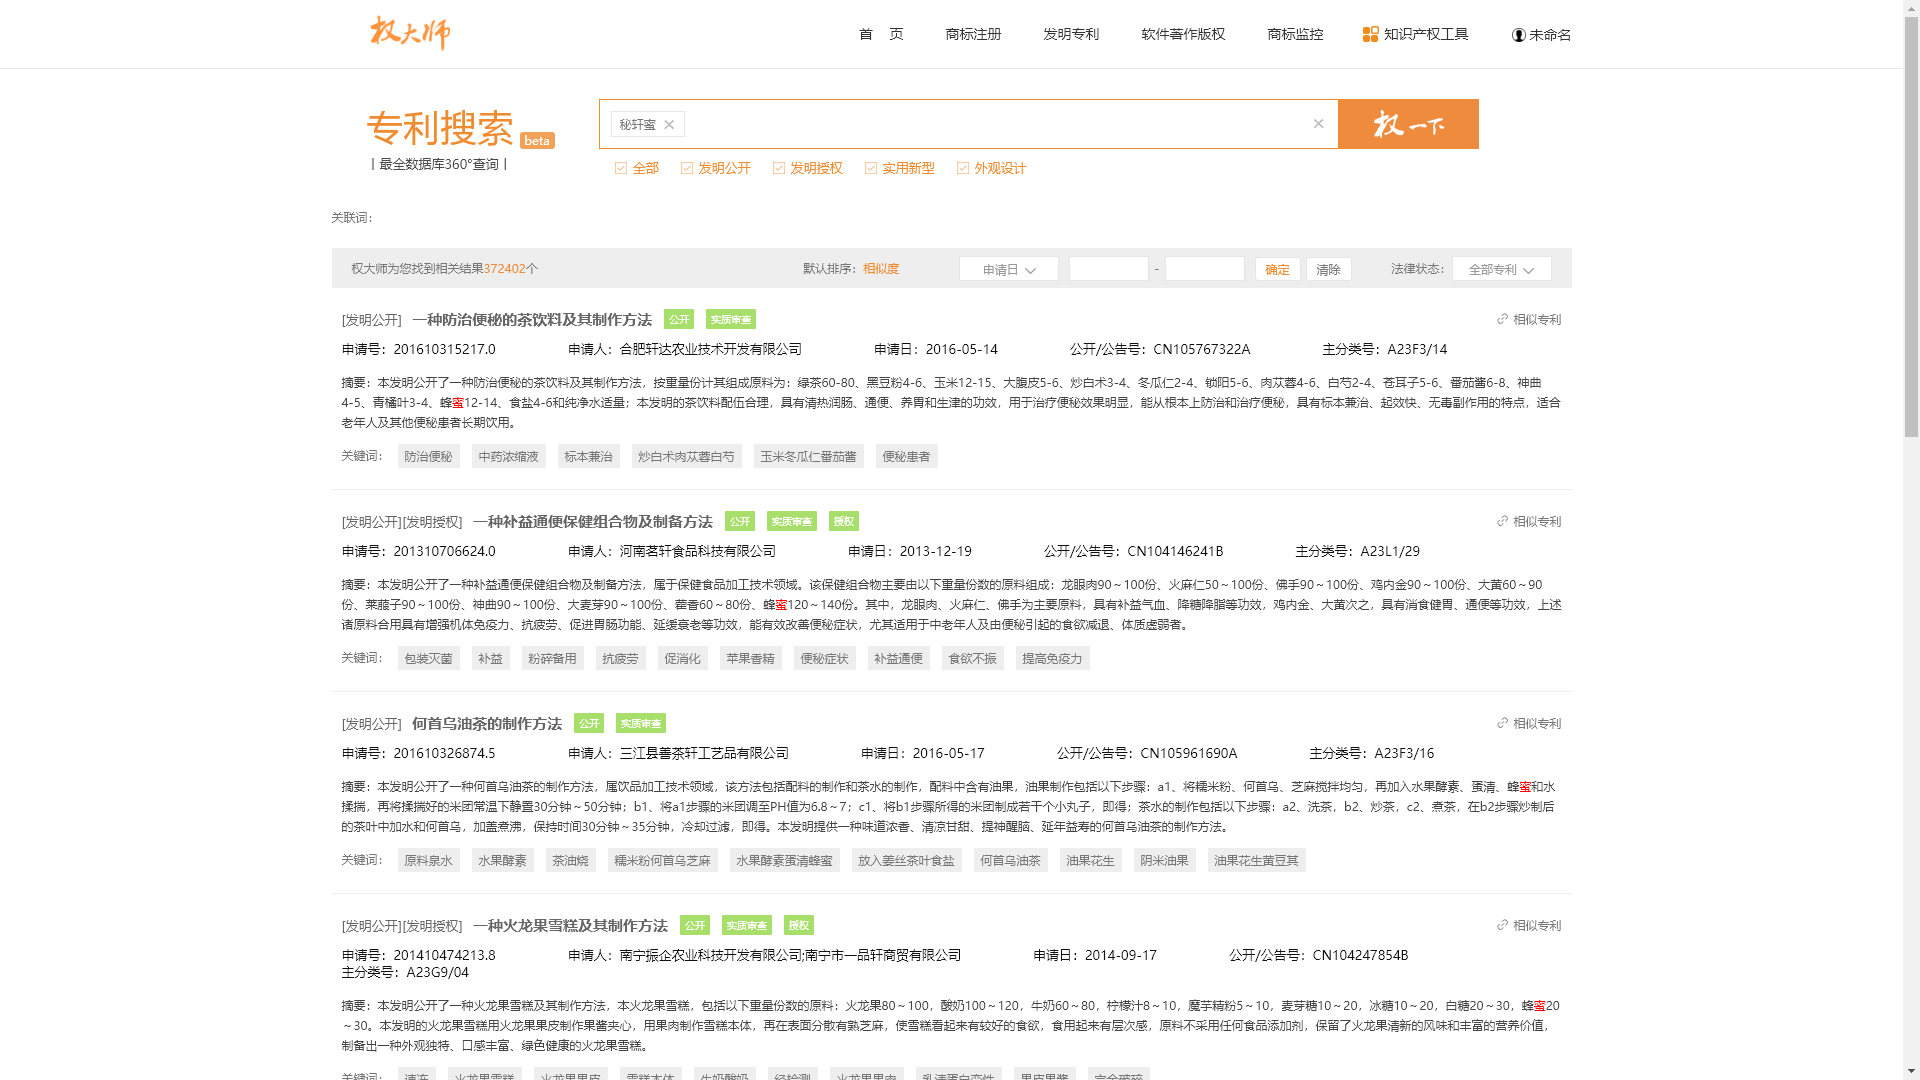 权大师
首 页 商标注册 发明专利 软件著作版权 商标监控 知识产权工具 未命名
专利搜索 beta
丨最全数据库360°查询丨
秘轩蜜
权一下
全部 发明公开 发明授权 实用新型 外观设计
关联词：
权大师为您找到相关结果372402个 默认排序：相似度 申请日 - 确定 清除 法律状态： 全部专利
[发明公开] 一种防治便秘的茶饮料及其制作方法 公开 实质审查 相似专利
申请号：201610315217.0 申请人：合肥轩达农业技术开发有限公司 申请日：2016-05-14 公开/公告号：CN105767322A 主分类号：A23F3/14
摘要：本发明公开了一种防治便秘的茶饮料及其制作方法，按重量份计其组成原料为：绿茶60-80、黑豆粉4-6、玉米12-15、大腹皮5-6、炒白术3-4、冬瓜仁2-4、锁阳5-6、肉苁蓉4-6、白芍2-4、苍耳子5-6、番茄酱6-8、神曲
4-5、青橘叶3-4、蜂蜜12-14、食盐4-6和纯净水适量；本发明的茶饮料配伍合理，具有清热润肠、通便、养胃和生津的功效，用于治疗便秘效果明显，能从根本上防治和治疗便秘，具有标本兼治、起效快、无毒副作用的特点，适合
老年人及其他便秘患者长期饮用。
关键词： 防治便秘 中药浓缩液 标本兼治 炒白术肉苁蓉白芍 玉米冬瓜仁番茄酱 便秘患者
[发明公开][发明授权] 一种补益通便保健组合物及制备方法 公开 实质审查 授权 相似专利
申请号：201310706624.0 申请人：河南茗轩食品科技有限公司 申请日：2013-12-19 公开/公告号：CN104146241B 主分类号：A23L1/29
摘要：本发明公开了一种补益通便保健组合物及制备方法，属于保健食品加工技术领域。该保健组合物主要由以下重量份数的原料组成：龙眼肉90～100份、火麻仁50～100份、佛手90～100份、鸡内金90～100份、大黄60～90
份、莱菔子90～100份、神曲90～100份、大麦芽90～100份、藿香60～80份、蜂蜜120～140份。其中，龙眼肉、火麻仁、佛手为主要原料，具有补益气血、降糖降脂等功效，鸡内金、大黄次之，具有消食健胃、通便等功效，上述
诸原料合用具有增强机体免疫力、抗疲劳、促进胃肠功能、延缓衰老等功效，能有效改善便秘症状，尤其适用于中老年人及由便秘引起的食欲减退、体质虚弱者。
关键词： 包装灭菌 补益 粉碎备用 抗疲劳 促消化 苹果香精 便秘症状 补益通便 食欲不振 提高免疫力
[发明公开] 何首乌油茶的制作方法 公开 实质审查 相似专利
申请号：201610326874.5 申请人：三江县善茶轩工艺品有限公司 申请日：2016-05-17 公开/公告号：CN105961690A 主分类号：A23F3/16
摘要：本发明公开了一种何首乌油茶的制作方法，属饮品加工技术领域，该方法包括配料的制作和茶水的制作，配料中含有油果，油果制作包括以下步骤：a1、将糯米粉、何首乌、芝麻搅拌均匀，再加入水果酵素、蛋清、蜂蜜和水
揉揣，再将揉揣好的米团常温下静置30分钟～50分钟；b1、将a1步骤的米团调至PH值为6.8～7；c1、将b1步骤所得的米团制成若干个小丸子，即得；茶水的制作包括以下步骤：a2、洗茶，b2、炒茶，c2、煮茶，在b2步骤炒制后
的茶叶中加水和何首乌，加盖煮沸，保持时间30分钟～35分钟，冷却过滤，即得。本发明提供一种味道浓香、清凉甘甜、提神醒脑、延年益寿的何首乌油茶的制作方法。
关键词： 原料泉水 水果酵素 茶油烧 糯米粉何首乌芝麻 水果酵素蛋清蜂蜜 放入姜丝茶叶食盐 何首乌油茶 油果花生 阴米油果 油果花生黄豆其
[发明公开][发明授权] 一种火龙果雪糕及其制作方法 公开 实质审查 授权 相似专利
申请号：201410474213.8 申请人：南宁振企农业科技开发有限公司;南宁市一品轩商贸有限公司 申请日：2014-09-17 公开/公告号：CN104247854B
主分类号：A23G9/04
摘要：本发明公开了一种火龙果雪糕及其制作方法，本火龙果雪糕，包括以下重量份数的原料：火龙果80～100，酸奶100～120，牛奶60～80，柠檬汁8～10，魔芋精粉5～10，麦芽糖10～20，冰糖10～20，白糖20～30，蜂蜜20
～30。本发明的火龙果雪糕用火龙果果皮制作果酱夹心，用果肉制作雪糕本体，再在表面分散有熟芝麻，使雪糕看起来有较好的食欲，食用起来有层次感，原料不采用任何食品添加剂，保留了火龙果清新的风味和丰富的营养价值，
制备出一种外观独特、口感丰富、绿色健康的火龙果雪糕。
关键词： 速冻 火龙果雪糕 火龙果果皮 雪糕本体 牛奶酸奶 经检测 火龙果果肉 乳清蛋白变性 果皮果酱 完全破碎